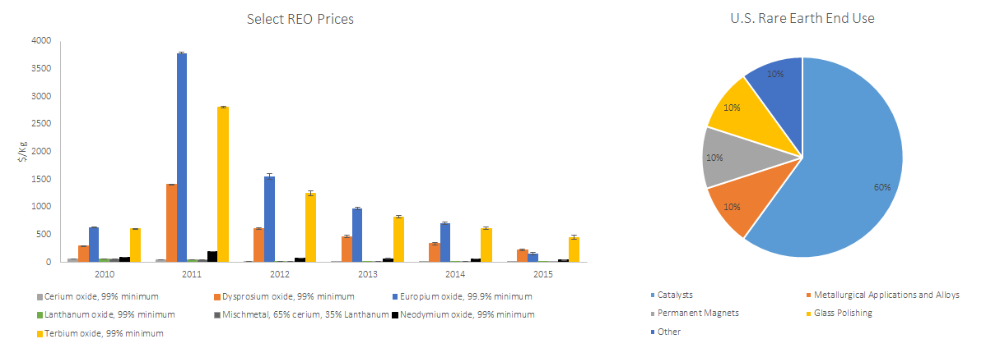 Select REO Prices
4000
3500
3000
2500
2000
1500
1000
500
0
$/Kg
2010 2011 2012 2013 2014 2015
Cerium oxide, 99% minimum Dysprosium oxide, 99% minimum Europium oxide, 99.9% minimum
Lanthanum oxide, 99% minimum Mischmetal, 65% cerium, 35% Lanthanum Neodymium oxide, 99% minimum
Terbium oxide, 99% minimum
U.S. Rare Earth End Use
10%
10%
10%
60%
10%
Catalysts Metallurgical Applications and Alloys
Permanent Magnets Glass Polishing
Other